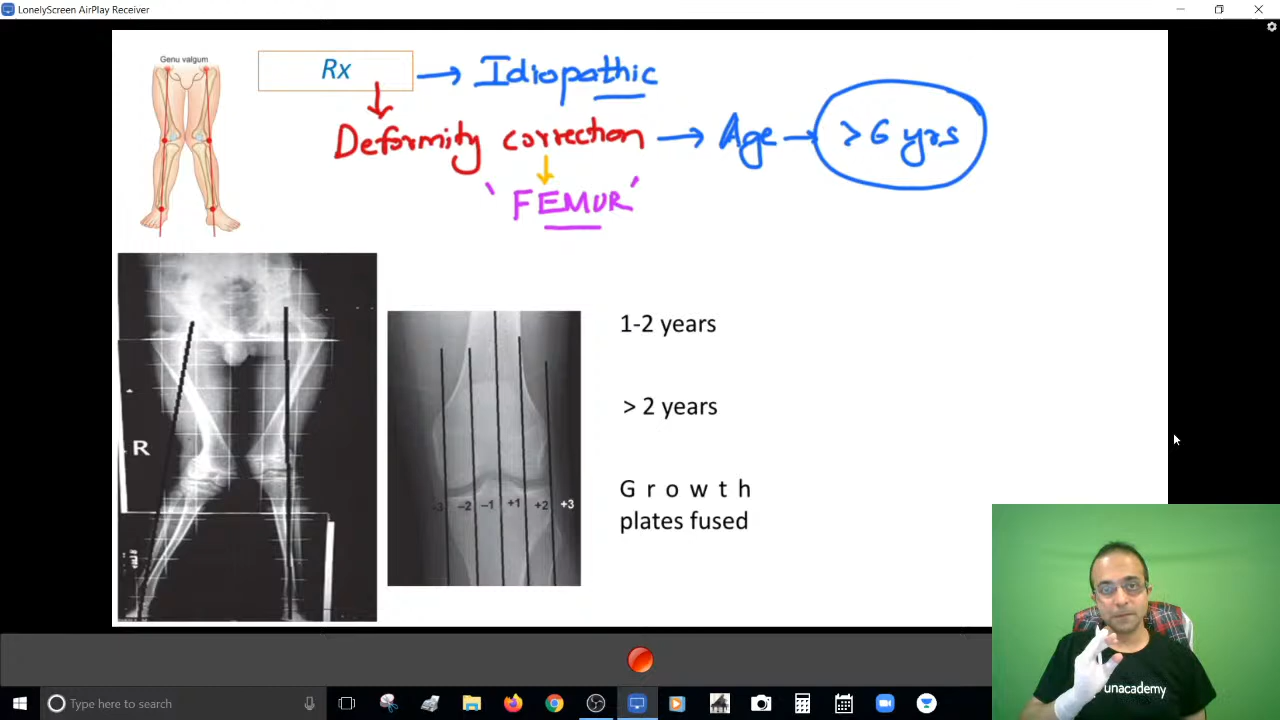 LonelyScreen AirPlay Receiver
Genu valgum
Rx → Idiopathic
Deformity correction → Age → > 6 yrs
'FEMUR'
R
1-2 years
> 2 years
G r o w t h
plates fused
-3 -2 -1 +1 +2 +3
unacademy
Type here to search